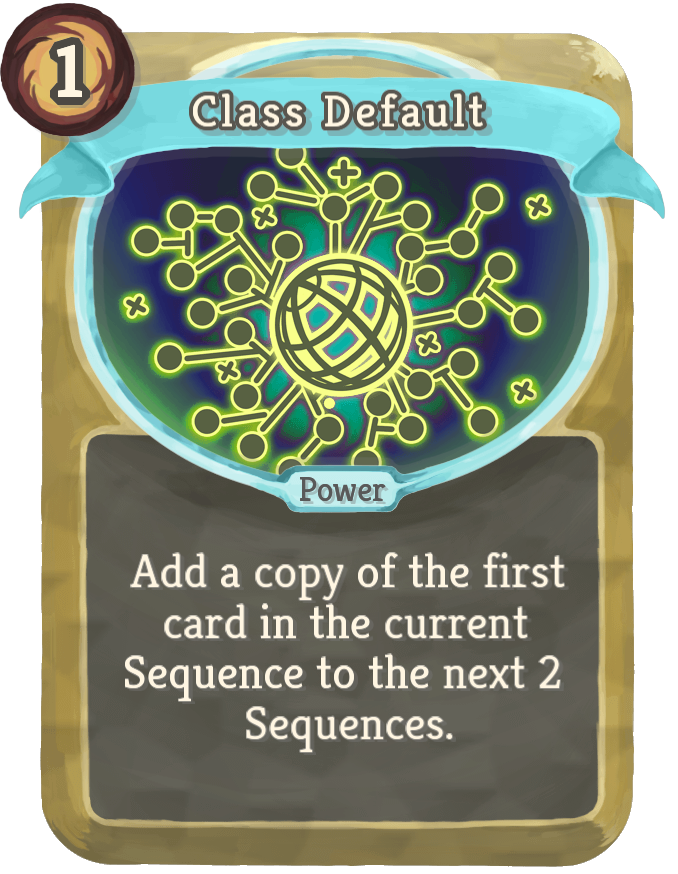 1
Class Default
Power
Add a copy of the first
card in the current
Sequence to the next 2
Sequences.